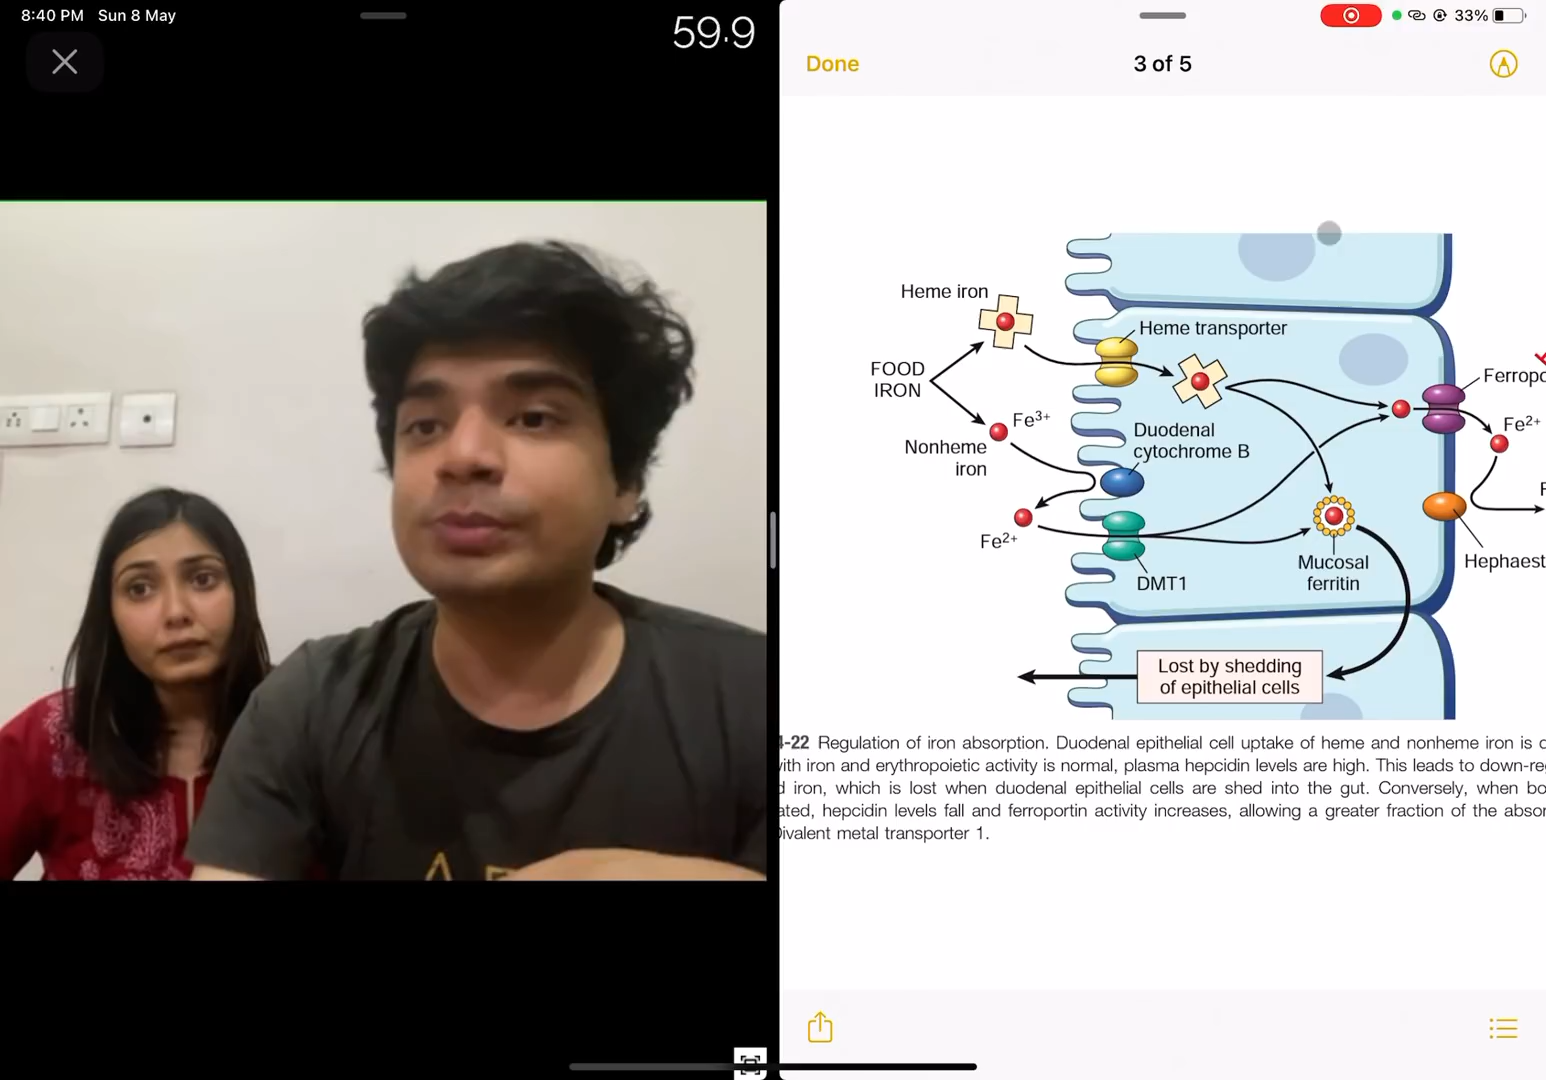 8:40 PM Sun 8 May
59.9
33%
Done
3 of 5
Heme iron
Heme transporter
FOOD
IRON
Fe3+
Nonheme
iron
Duodenal
cytochrome B
Fe2+
DMT1
Mucosal
ferritin
Ferropo
Fe2+
Hephaest
Lost by shedding
of epithelial cells
-22 Regulation of iron absorption. Duodenal epithelial cell uptake of heme and nonheme iron is
ith iron and erythropoietic activity is normal, plasma hepcidin levels are high. This leads to down-re
d iron, which is lost when duodenal epithelial cells are shed into the gut. Conversely, when bo
ated, hepcidin levels fall and ferroportin activity increases, allowing a greater fraction of the absor
Divalent metal transporter 1.